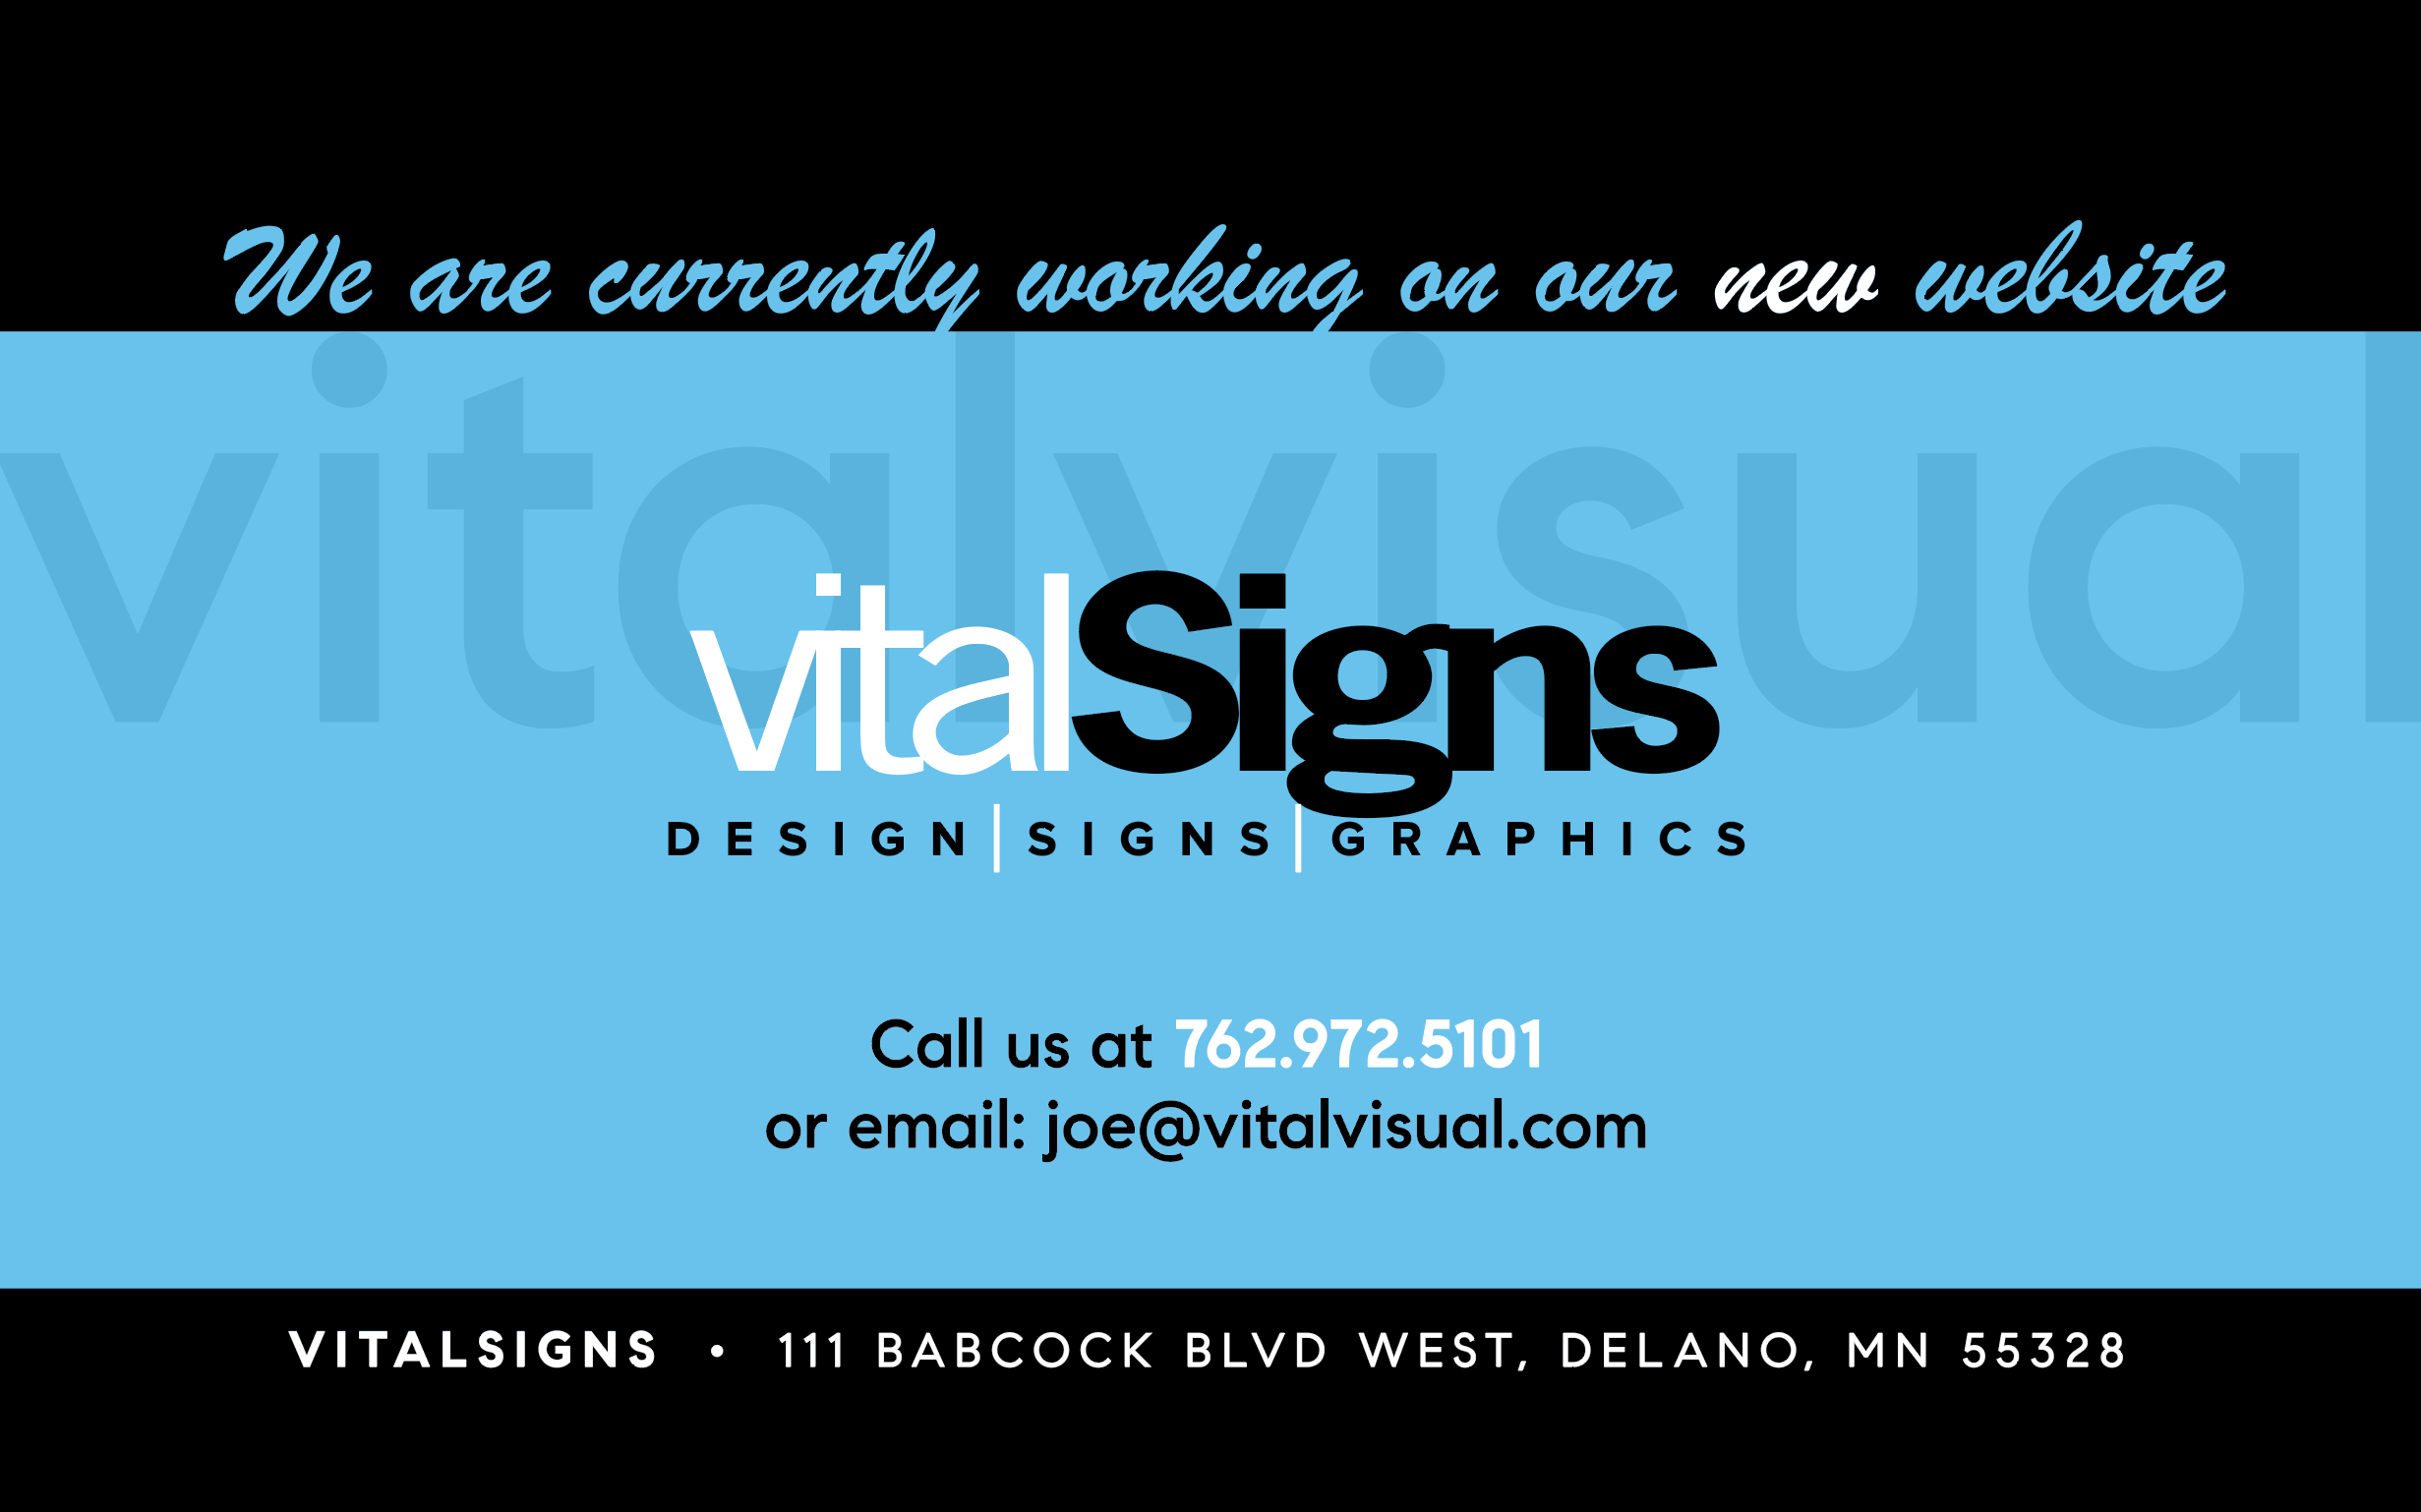 We are currently working on our new website
vitalvisual
vitalSigns
DESIGN|SIGNS|GRAPHICS
Call us at 762.972.5101
or email: joe@vitalvisual.com
VITALSIGNS • 111 BABCOCK BLVD WEST, DELANO, MN 55328